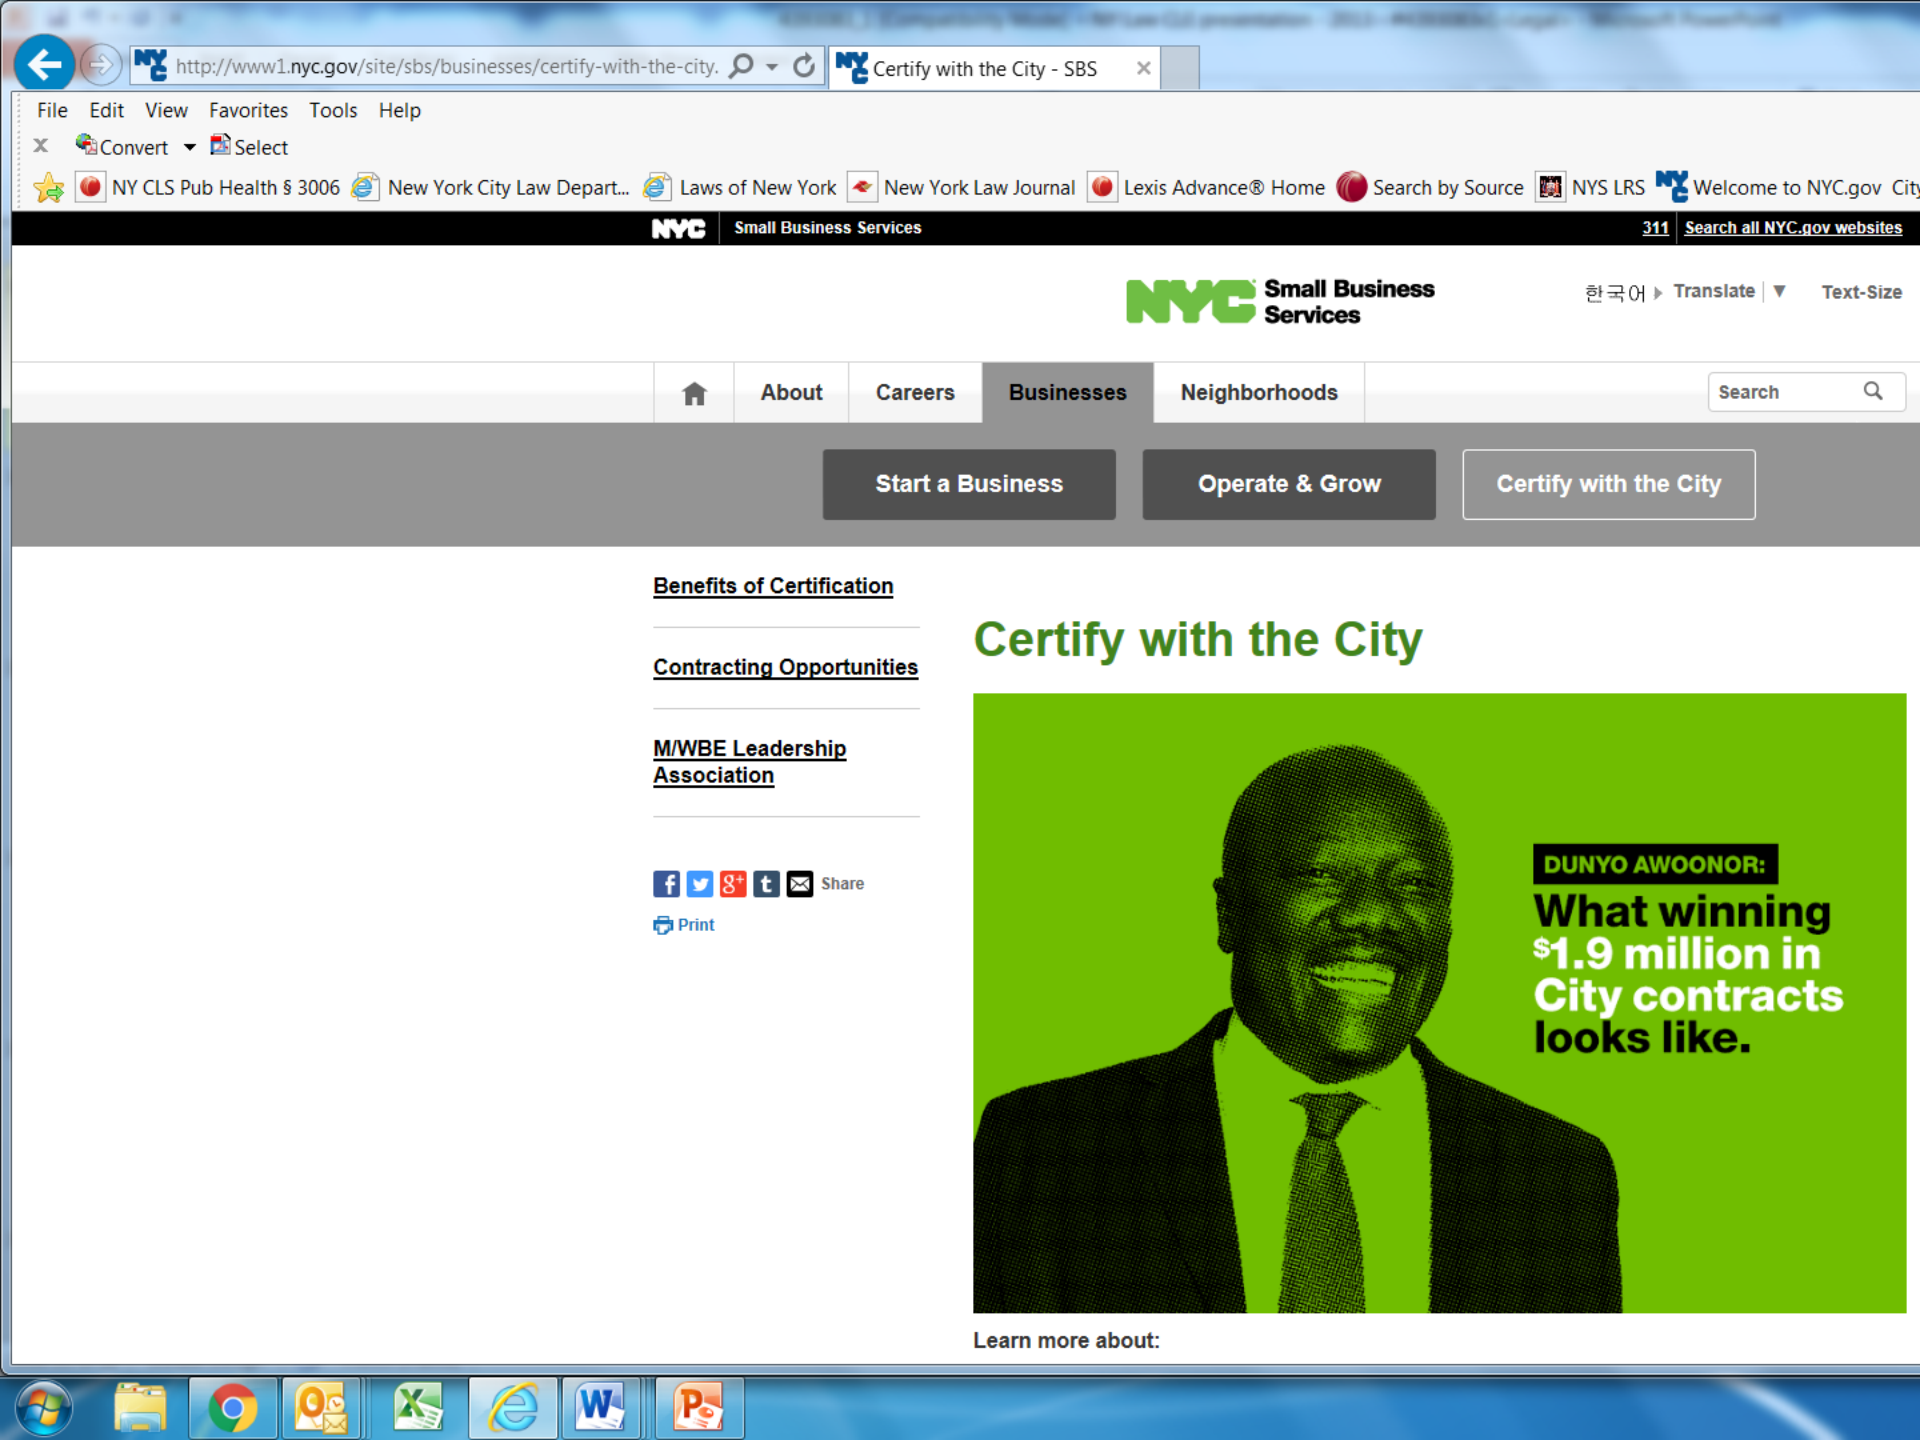 http://www1.nyc.gov/site/sbs/businesses/certify-with-the-city.
Certify with the City - SBS
File Edit View Favorites Tools Help
Convert Select
NY CLS Pub Health § 3006 New York City Law Depart... Laws of New York New York Law Journal Lexis Advance® Home Search by Source NYS LRS Welcome to NYC.gov City
NYC Small Business Services 311 Search all NYC.gov websites
NYC Small Business
Services
한국어 Translate Text-Size
About Careers Businesses Neighborhoods Search
Start a Business Operate & Grow Certify with the City
Benefits of Certification
Contracting Opportunities
M/WBE Leadership
Association
Share
Print
Certify with the City
DUNYO AWOONOR:
What winning
$1.9 million in
City contracts
looks like.
Learn more about: